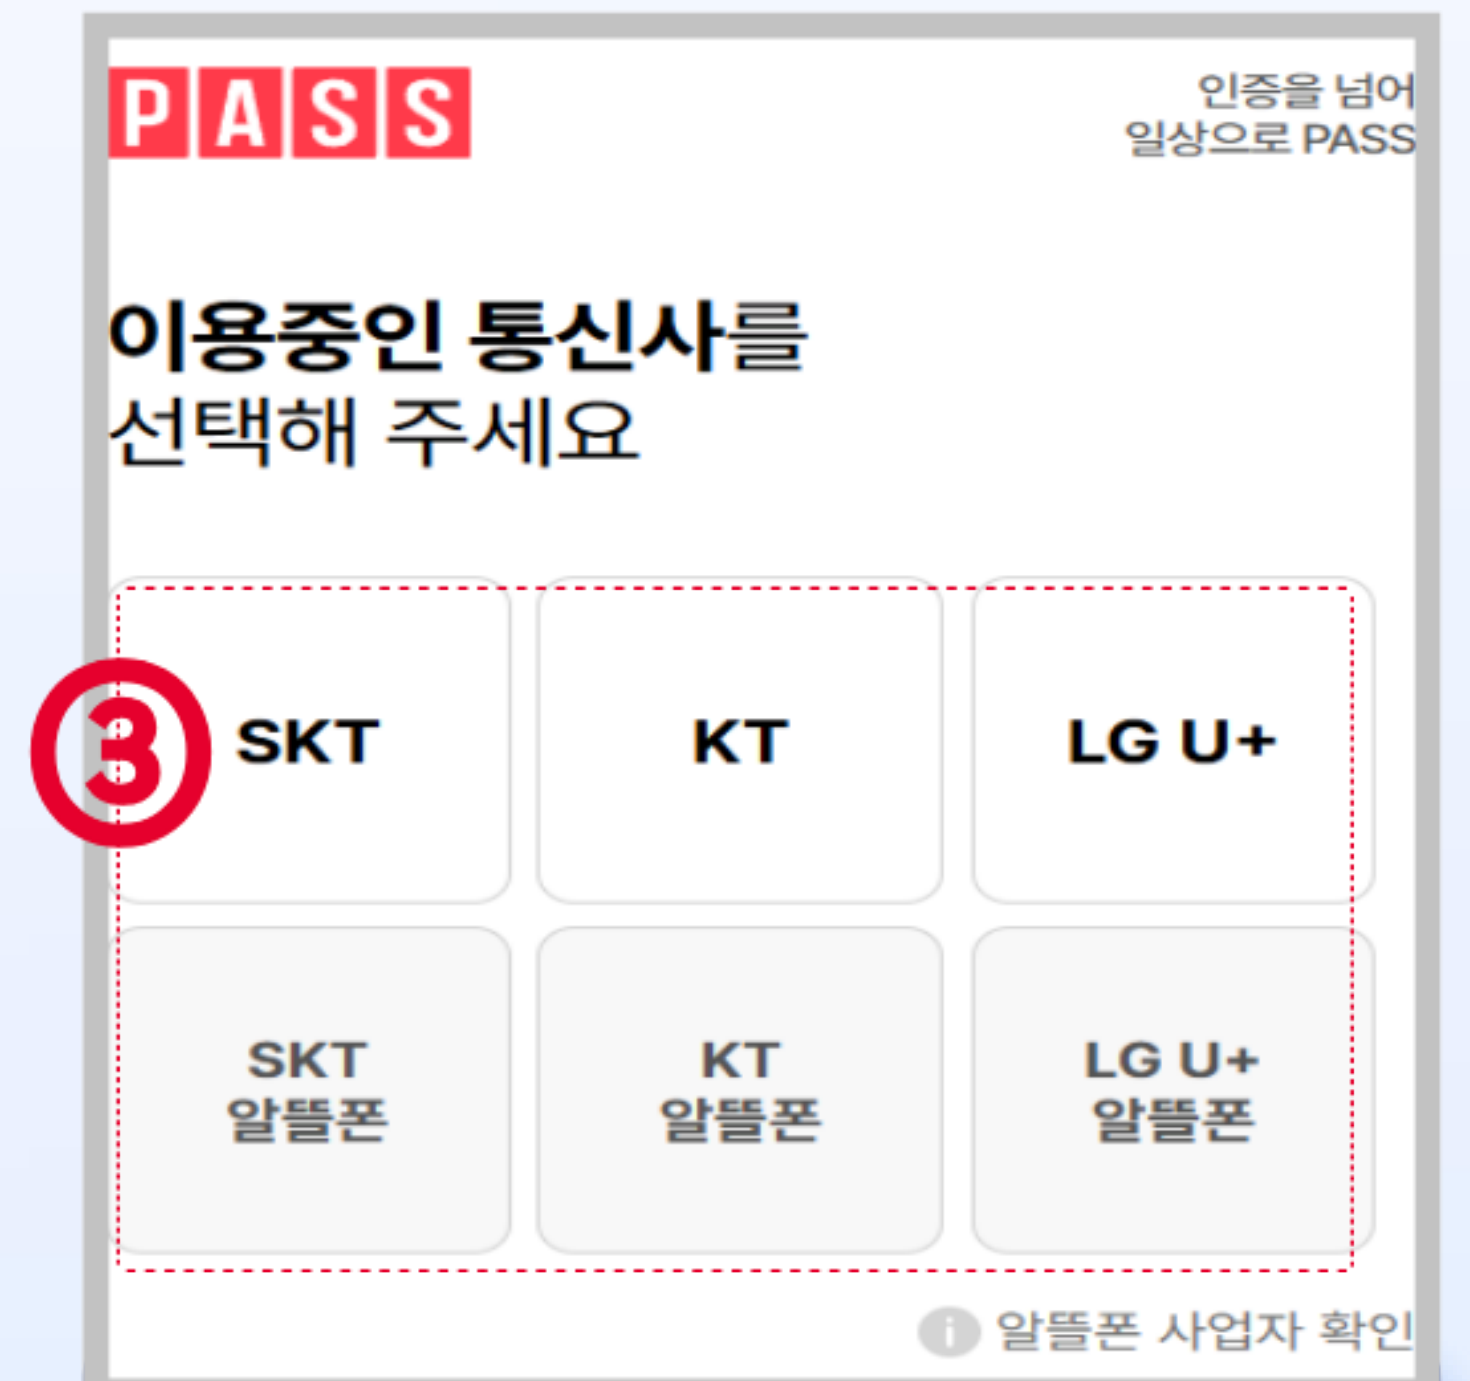 PASS
인증을 넘어
일상으로 PASS
이용중인 통신사를
선택해 주세요
③
SKT
KT
LG U+
SKT
알뜰폰
KT
알뜰폰
LG U+
알뜰폰
i 알뜰폰 사업자 확인